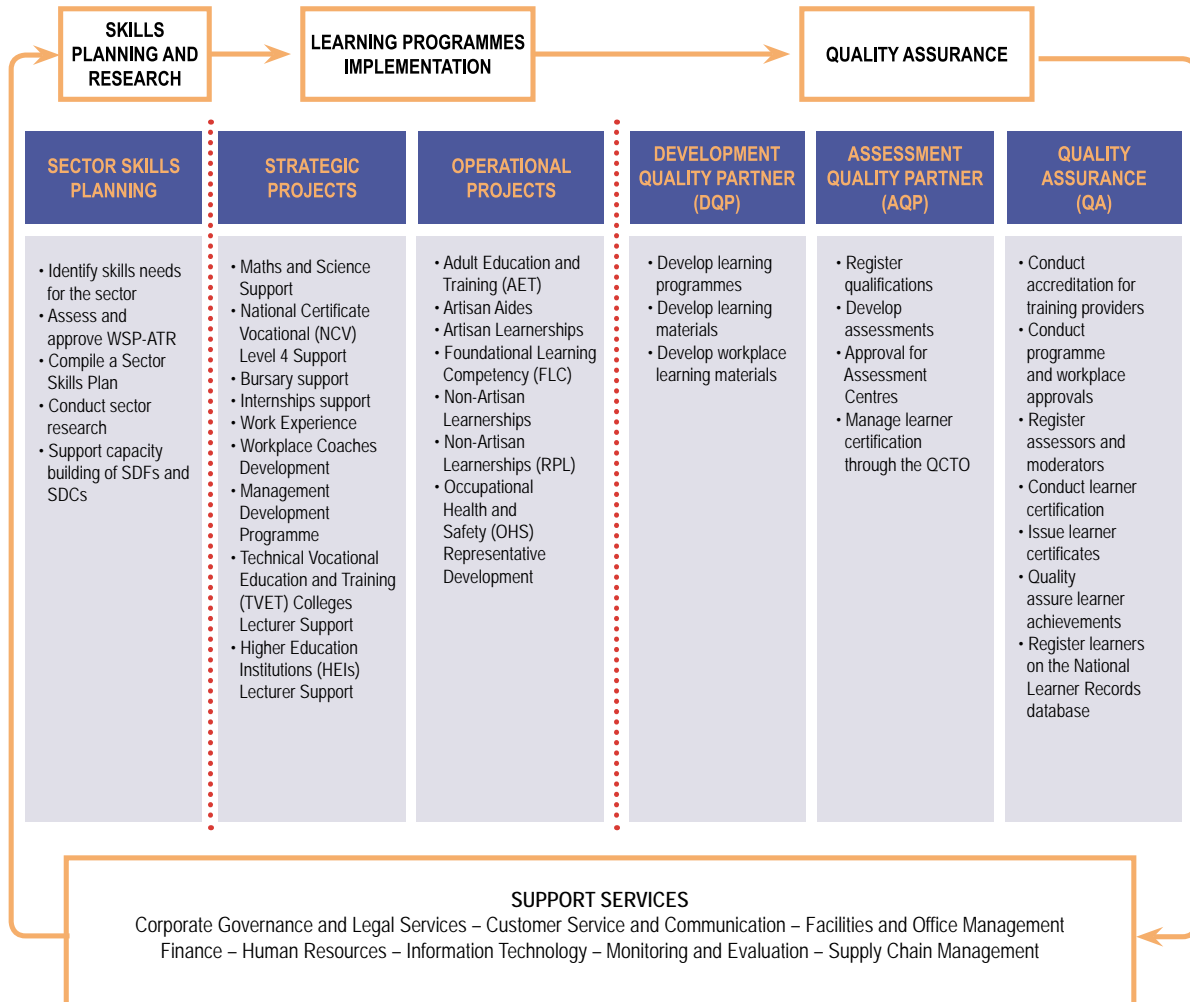 SKILLS
PLANNING AND
RESEARCH
LEARNING PROGRAMMES
IMPLEMENTATION
QUALITY ASSURANCE
SECTOR SKILLS
PLANNING
• Identify skills needs
for the sector
• Assess and
approve WSP-ATR
• Compile a Sector
Skills Plan
• Conduct sector
research
• Support capacity
building of SDFs and
SDCs
STRATEGIC
PROJECTS
• Maths and Science
Support
• National Certificate
Vocational (NCV)
Level 4 Support
• Bursary support
• Internships support
• Work Experience
• Workplace Coaches
Development
• Management
Development
Programme
• Technical Vocational
Education and Training
(TVET) Colleges
Lecturer Support
• Higher Education
Institutions (HEIs)
Lecturer Support
OPERATIONAL
PROJECTS
• Adult Education and
Training (AET)
• Artisan Aides
• Artisan Learnerships
• Foundational Learning
Competency (FLC)
• Non-Artisan
Learnerships
• Non-Artisan
Learnerships (RPL)
• Occupational
Health and
Safety (OHS)
Representative
Development
DEVELOPMENT
QUALITY PARTNER
(DQP)
• Develop learning
programmes
• Develop learning
materials
• Develop workplace
learning materials
ASSESSMENT
QUALITY PARTNER
(AQP)
• Register
qualifications
• Develop
assessments
• Approval for
Assessment
Centres
• Manage learner
certification
through the QCTO
QUALITY
ASSURANCE
(QA)
• Conduct
accreditation for
training providers
• Conduct
programme
and workplace
approvals
• Register
assessors and
moderators
• Conduct learner
certification
• Issue learner
certificates
• Quality
assure learner
achievements
• Register learners
on the National
Learner Records
database
SUPPORT SERVICES
Corporate Governance and Legal Services – Customer Service and Communication – Facilities and Office Management
Finance – Human Resources – Information Technology – Monitoring and Evaluation – Supply Chain Management